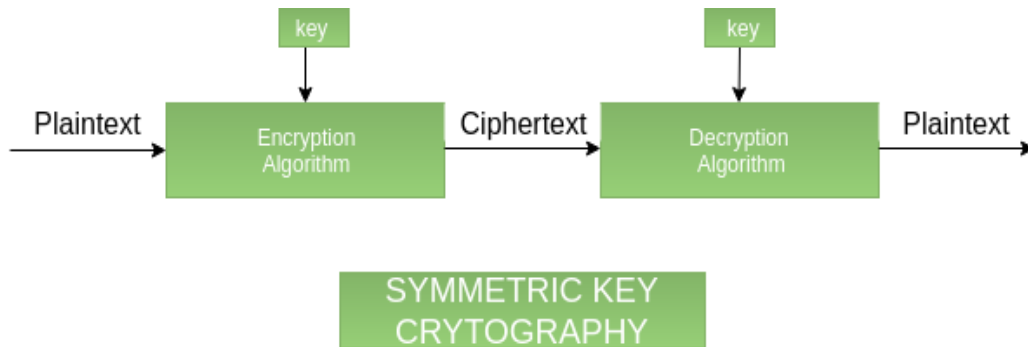 key
key
Plaintext
Encryption
Algorithm
Ciphertext
Decryption
Algorithm
Plaintext
SYMMETRIC KEY
CRYTOGRAPHY